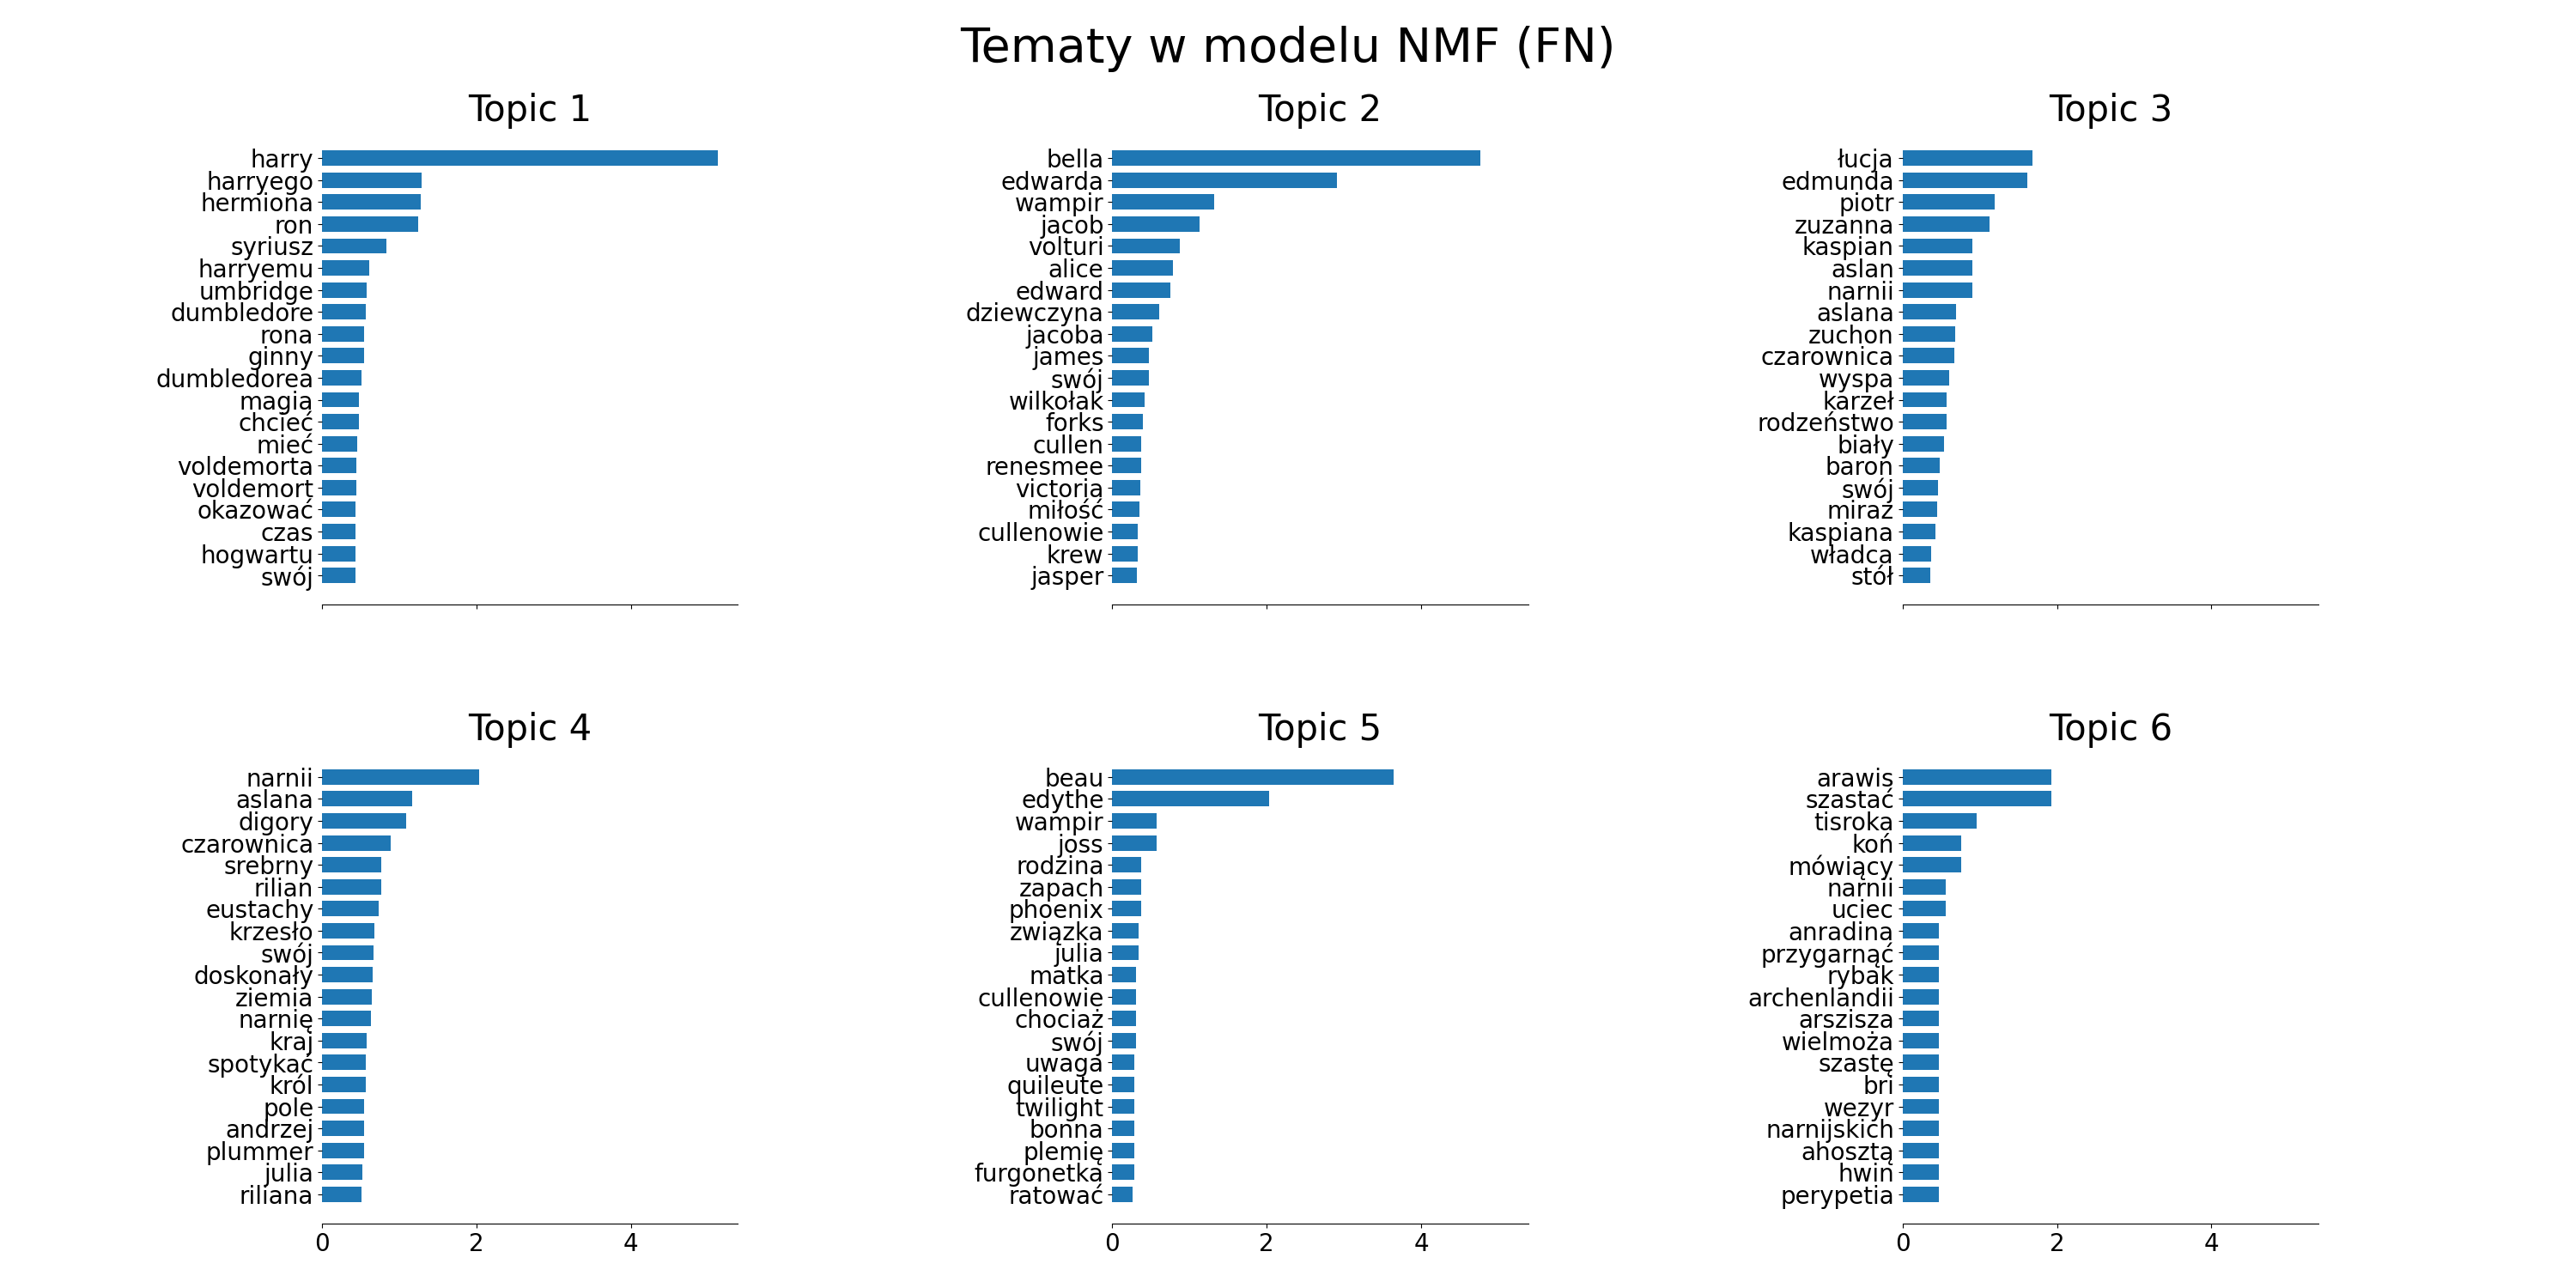 Tematy w modelu NMF (FN)
Topic 1
harry
harryego
hermiona
ron
syriusz
harryemu
umbridge
dumbledore
rona
ginny
dumbledorea
magia
chcieć
mieć
voldemorta
voldemort
okazować
czas
hogwartu
swój
Topic 2
bella
edwarda
wampir
jacob
volturi
alice
edward
dziewczyna
jacoba
james
swój
wilkołak
forks
cullen
renesmee
victoria
miłość
cullenowie
krew
jasper
Topic 3
łucja
edmunda
piotr
zuzanna
kaspian
aslan
narnii
aslana
zuchon
czarownica
wyspa
karzeł
rodzeństwo
biały
baron
swój
miraz
kaspiana
władca
stół
Topic 4
narnii
aslana
digory
czarownica
srebrny
rilian
eustachy
krzesło
swój
doskonały
ziemia
narnię
kraj
spotykać
król
pole
andrzej
plummer
julia
riliana
0 2 4
Topic 5
beau
edythe
wampir
joss
rodzina
zapach
phoenix
związka
julia
matka
cullenowie
chociaż
swój
uwaga
quileute
twilight
bonna
plemię
furgonetka
ratować
0 2 4
Topic 6
arawis
szastać
tisroka
koń
mówiący
narnii
uciec
anradina
przygarnąć
rybak
archenlandii
arszisza
wielmoża
szastę
bri
wezyr
narnijskich
ahosztą
hwin
perypetia
0 2 4